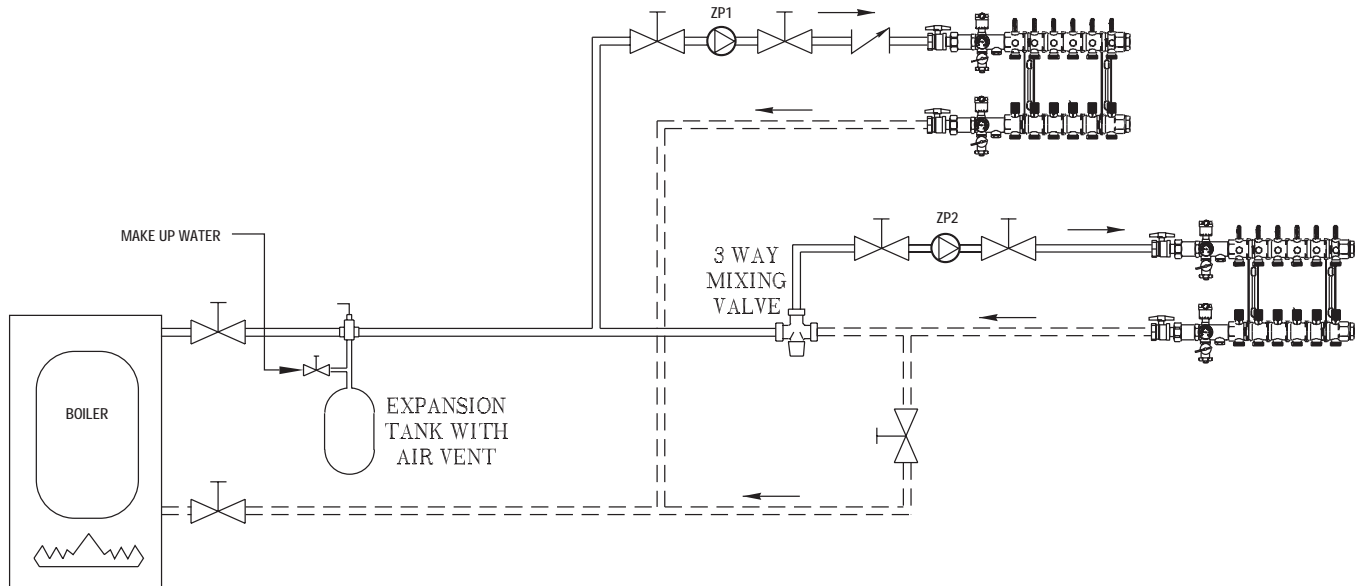 ZP1
MAKE UP WATER
ZP2
3 WAY
MIXING
VALVE
BOILER
EXPANSION
TANK WITH
AIR VENT